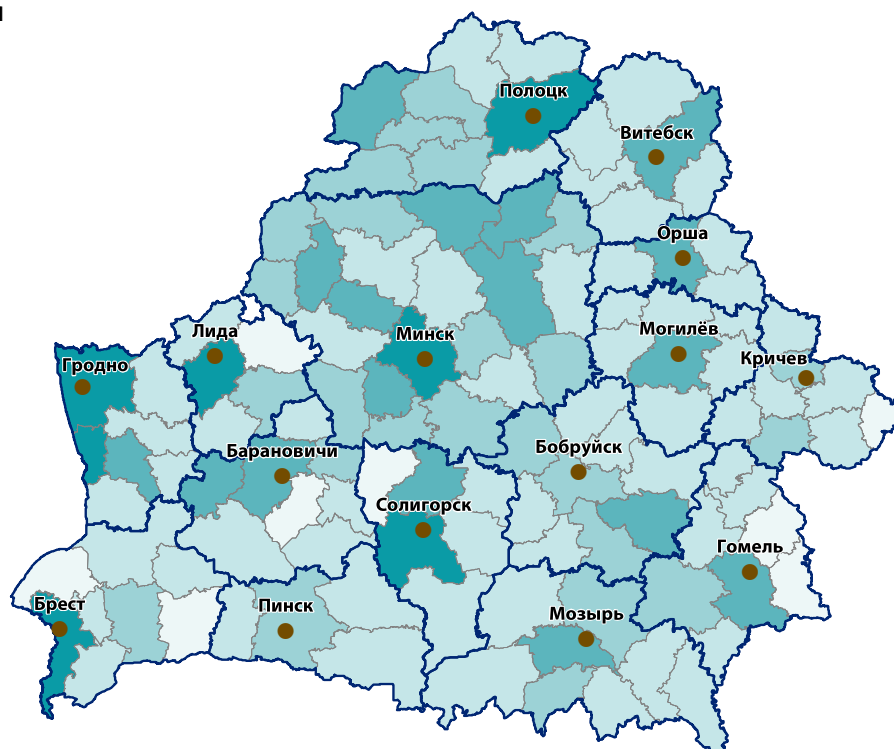 Полоцк
Витебск
Орша
Могилёв
Кричев
Минск
Лида
Гродно
Барановичи
Бобруйск
Солигорск
Гомель
Брест
Пинск
Мозырь